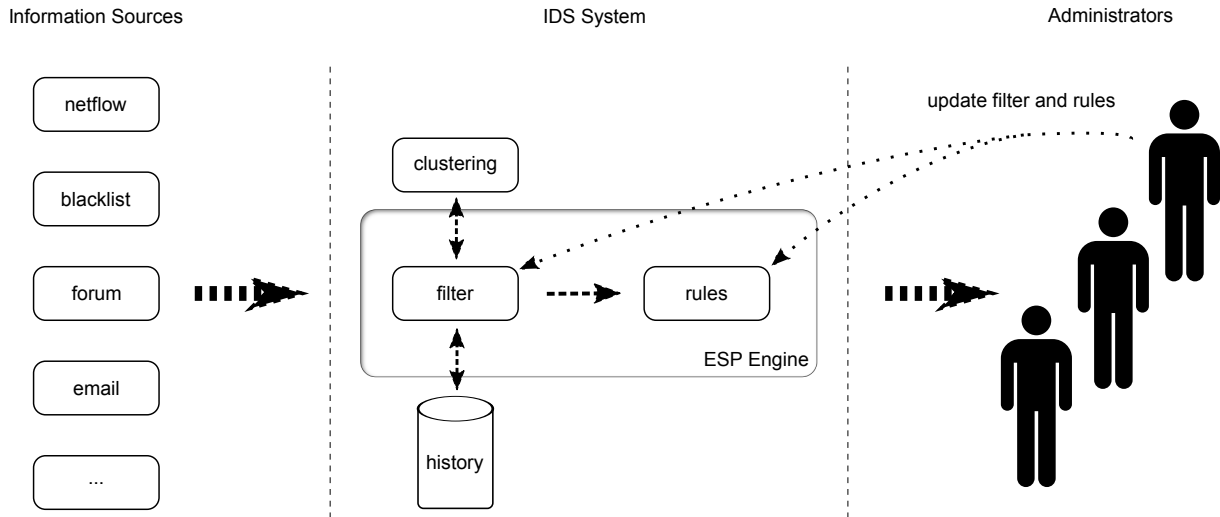 Information Sources
IDS System
Administrators
netflow
update filter and rules
clustering
blacklist
forum
filter
rules
ESP Engine
email
history
...